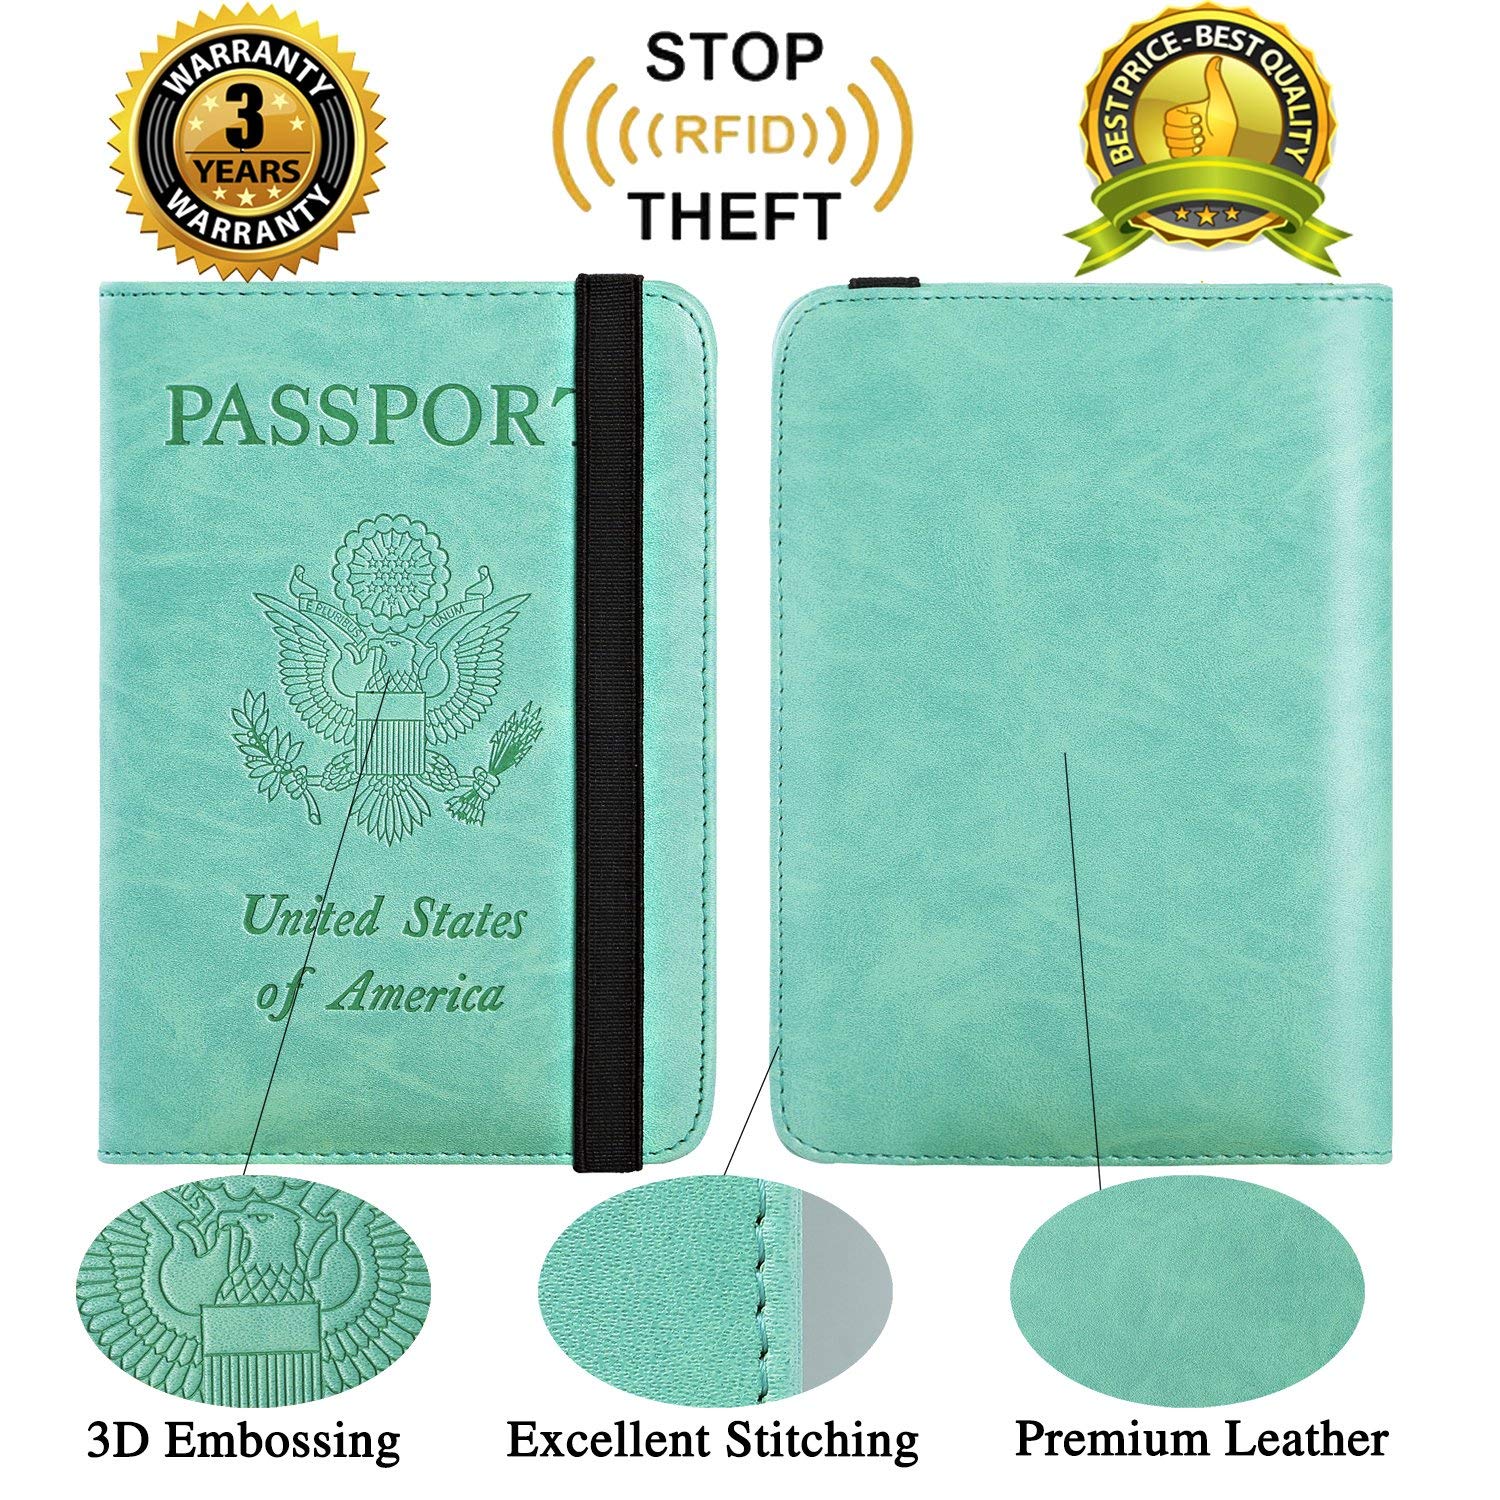 WARRANTY
3
YEARS
WARRANTY
STOP
RFID
THEFT
BEST PRICE - BEST QUALITY
PASSPORT
E PLURIBUS UNUM
United States
of America
3D Embossing
Excellent Stitching
Premium Leather